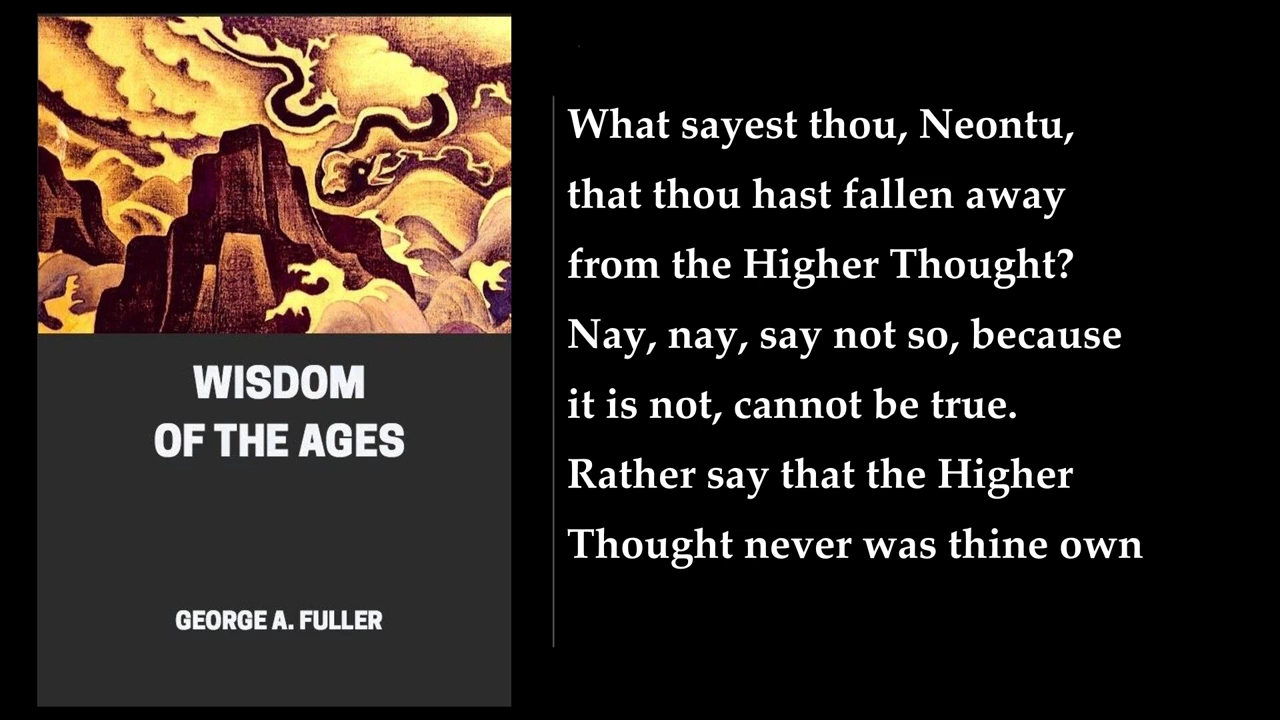 WISDOM
OF THE AGES
GEORGE A. FULLER
What sayest thou, Neontu,
that thou hast fallen away
from the Higher Thought?
Nay, nay, say not so, because
it is not, cannot be true.
Rather say that the Higher
Thought never was thine own